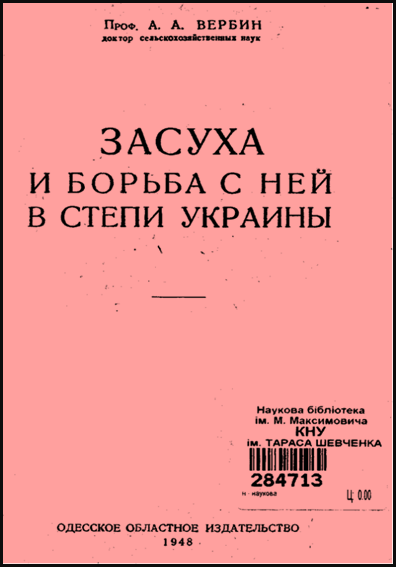 Проф. А. А. ВЕРБИН
доктор сельскохозяйственных наук
ЗАСУХА
И БОРЬБА С НЕЙ
В СТЕПИ УКРАИНЫ
Наукова бібліотека
ім. М. Максимовича
КНУ
ім. ТАРАСА ШЕВЧЕНКА
284713
н - наукова Ц: 0.00
ОДЕССКОЕ ОБЛАСТНОЕ ИЗДАТЕЛЬСТВО
1948